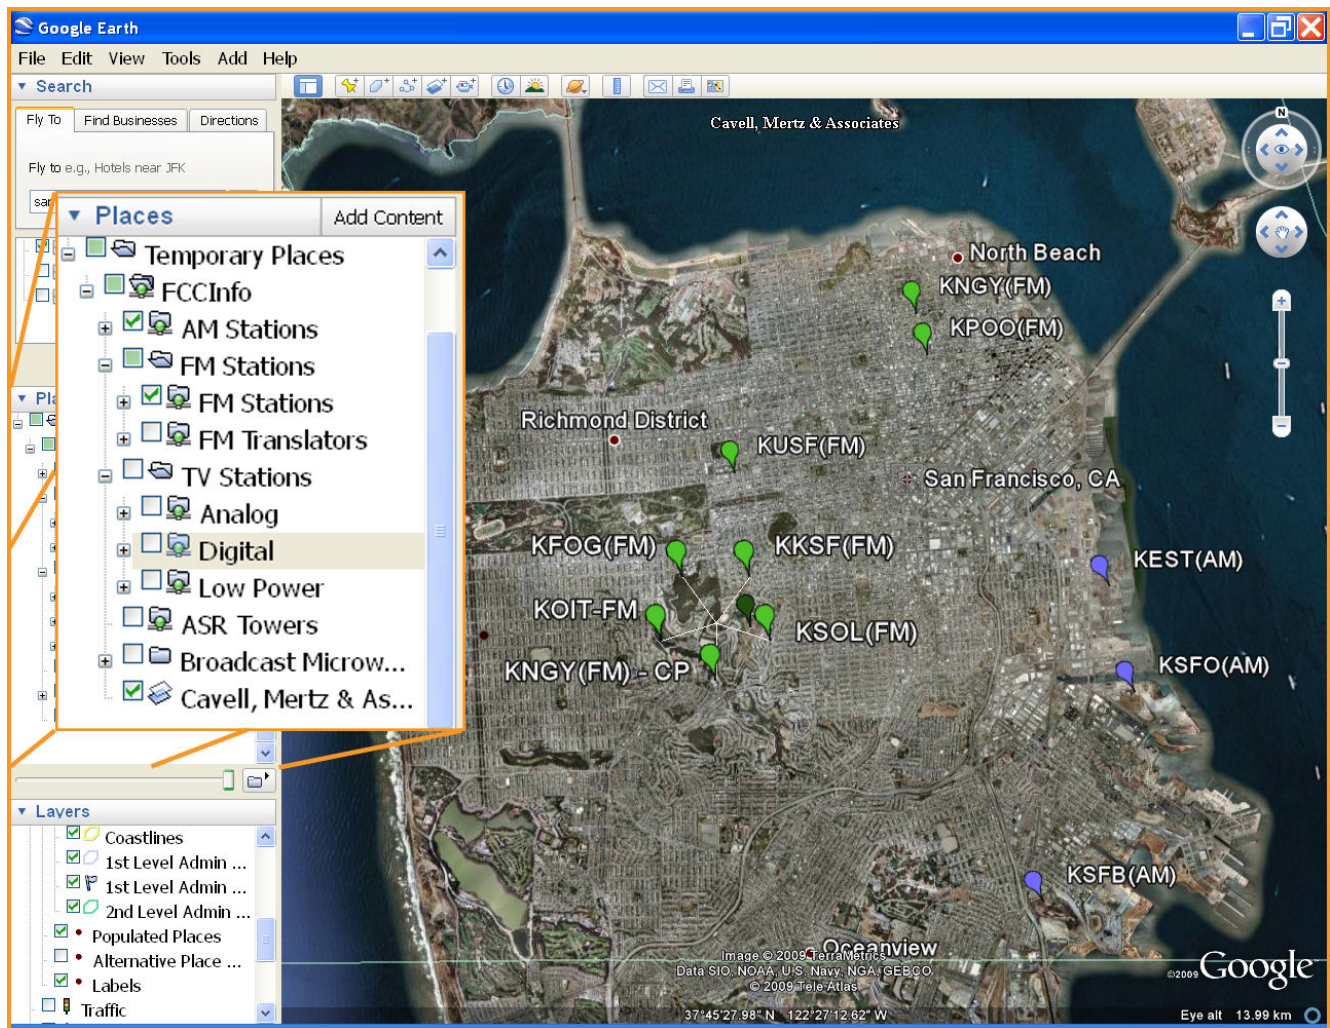 Google Earth
File Edit View Tools Add Help
Search
Fly To Find Businesses Directions
Fly to e.g., Hotels near JFK
Places Add Content
Temporary Places
FCCInfo
AM Stations
FM Stations
FM Stations
FM Translators
TV Stations
Analog
Digital
Low Power
ASR Towers
Broadcast Microw...
Cavell, Mertz & As...
Layers
Coastlines
1st Level Admin ...
1st Level Admin ...
2nd Level Admin ...
Populated Places
Alternative Place ...
Labels
Traffic
Cavell, Mertz & Associates
N
North Beach
KNGY(FM)
KPOO(FM)
Richmond District
KUSF(FM)
San Francisco, CA
KFOG(FM)
KKSF(FM)
KEST(AM)
KOIT-FM
KSOL(FM)
KNGY(FM) - CP
KSFO(AM)
KSFB(AM)
Oceanview
Image © 2009 TerraMetrics
Data SIO, NOAA, U.S. Navy, NGA, GEBCO
© 2009 Tele Atlas
©2009 Google
37°45'27.98" N 122°27'12.62" W
Eye alt 13.99 km